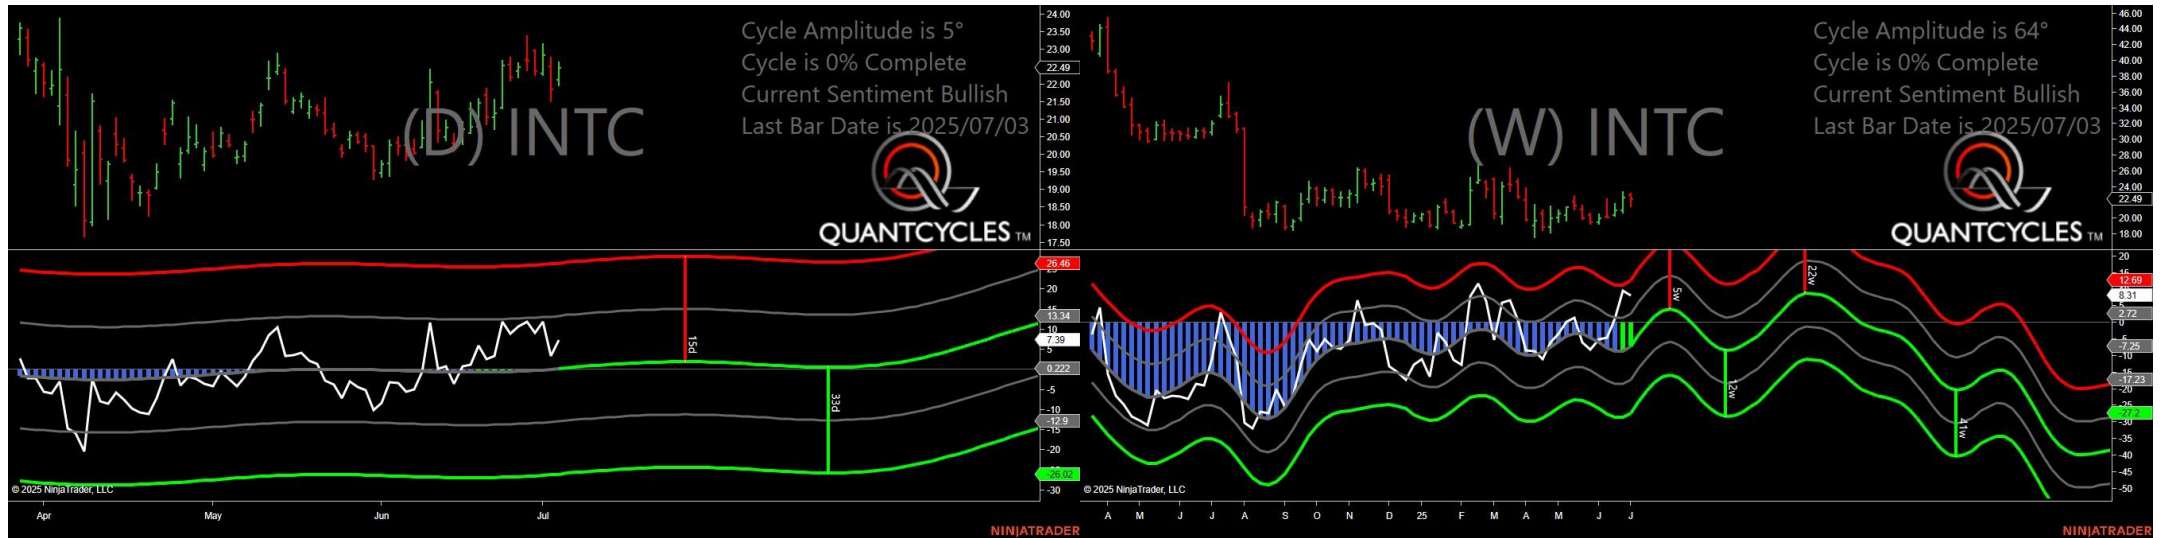 Cycle Amplitude is 5°
Cycle is 0% Complete
Current Sentiment Bullish
Last Bar Date is 2025/07/03
(D) INTC
QUANTCYCLES TM
24.00
23.50
23.00
22.49
22.00
21.50
21.00
20.50
20.00
19.50
19.00
18.50
18.00
17.50
26.46
20
13.34
10
7.39
5
0.222
-5
-10
-12.9
-15
-20
-26.02
-30
15d
33d
© 2025 NinjaTrader, LLC
Apr
May
Jun
Jul
NINJATRADER
Cycle Amplitude is 64°
Cycle is 0% Complete
Current Sentiment Bullish
Last Bar Date is 2025/07/03
(W) INTC
QUANTCYCLES TM
46.00
44.00
42.00
40.00
38.00
36.00
34.00
32.00
30.00
28.00
26.00
24.00
22.49
20.00
18.00
20
15
12.69
8.31
5
2.72
0
-7.25
-10
-17.23
-20
-25
-27.2
-30
-35
-40
-45
-50
5w
12w
22w
41w
© 2025 NinjaTrader, LLC
A M J J A S O N D 25 F M A M J J
NINJATRADER